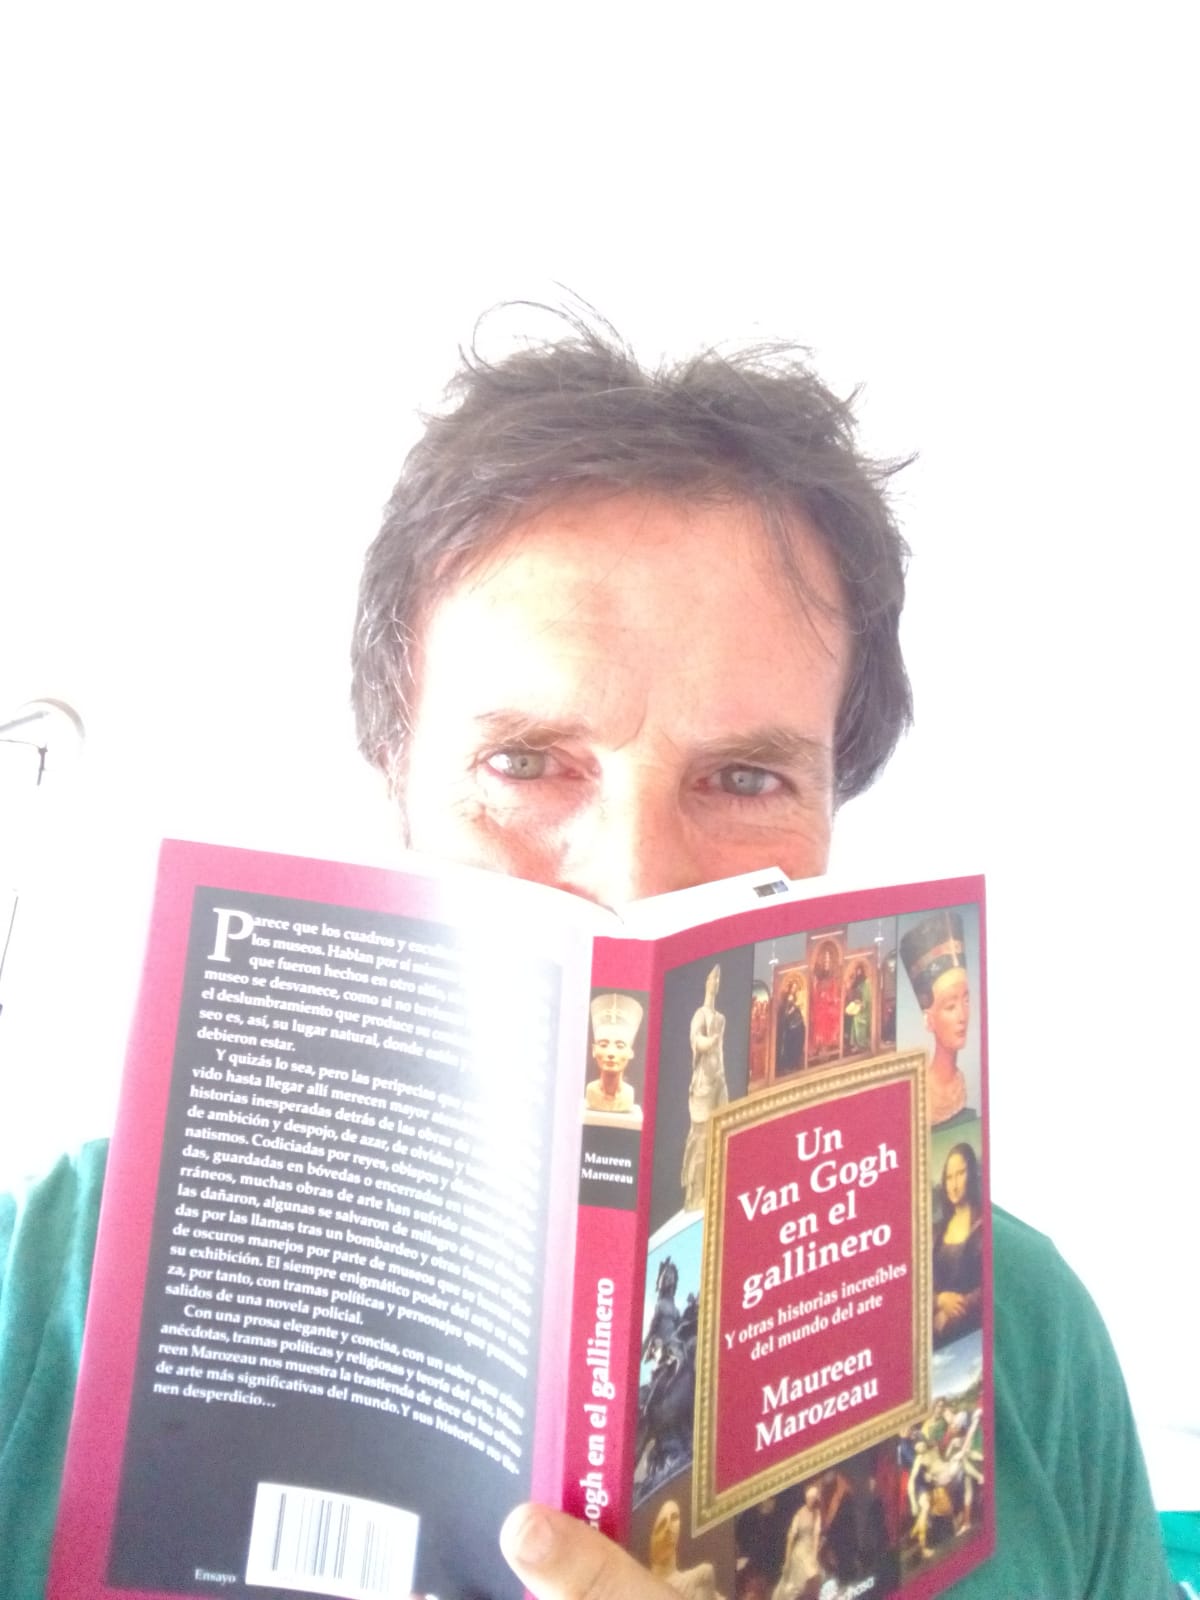 Parece que los cuadros y
los museos. Hablan por sí
que fueron hechos en otro
museo se desvanece, como si no
el deslumbramiento que produce su
seo es, así, su lugar natural, donde
debieron estar.
Y quizás lo sea, pero las peripecias que
vido hasta llegar allí merecen mayor
historias inesperadas detrás de las obras de
de ambición y despojo, de azar, de olvidos y
natismos. Codiciadas por reyes, obispos y
das, guardadas en bóvedas o encerradas en
rráneos, muchas obras de arte han sufrido
las dañaron, algunas se salvaron de milagro de ser
das por las llamas tras un bombardeo y otras fueron
de oscuros manejos por parte de museos que se
su exhibición. El siempre enigmático poder del arte se
za, por tanto, con tramas políticas y personajes que parecen
salidos de una novela policial.
Con una prosa elegante y concisa, con un saber que
anécdotas, tramas políticas y religiosas y teoría del arte,
reen Marozeau nos muestra la trastienda de doce de las obras
de arte más significativas del mundo. Y sus historias no tie-
nen desperdicio...
Ensayo
Maureen
Marozeau
Gogh en el gallinero
Un
Van Gogh
en el
gallinero
Y otras historias increíbles
del mundo del arte
Maureen
Marozeau